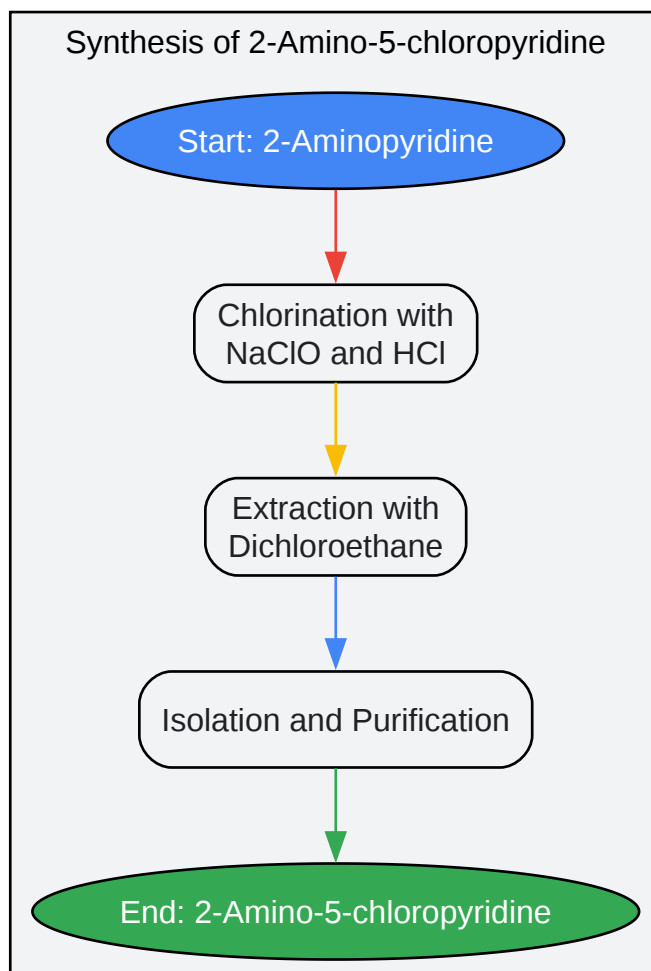 Synthesis of 2-Amino-5-chloropyridine
Start: 2-Aminopyridine
Chlorination with
NaClO and HCl
Extraction with
Dichloroethane
Isolation and Purification
End: 2-Amino-5-chloropyridine